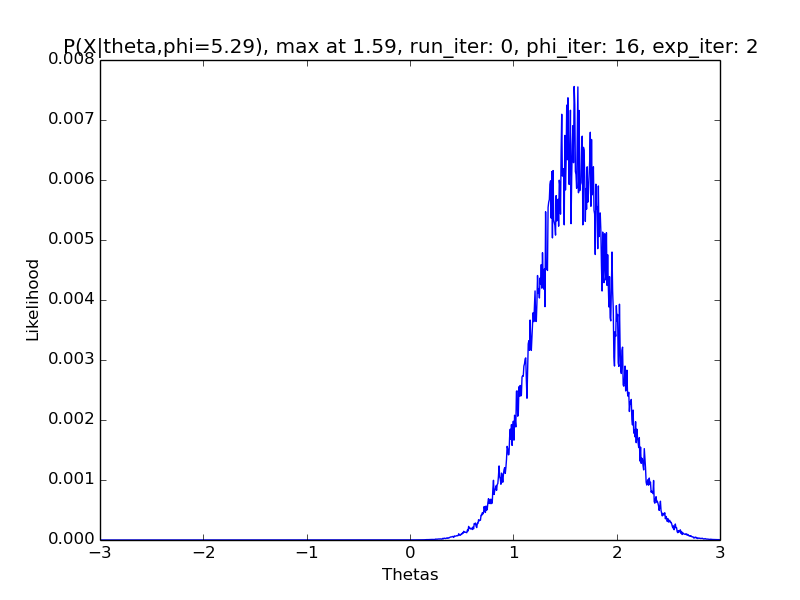 P(X|theta,phi=5.29), max at 1.59, run_iter: 0, phi_iter: 16, exp_iter: 2
0.008
0.007
0.006
0.005
0.004
0.003
0.002
0.001
0.000
Likelihood
−3 −2 −1 0 1 2 3
Thetas